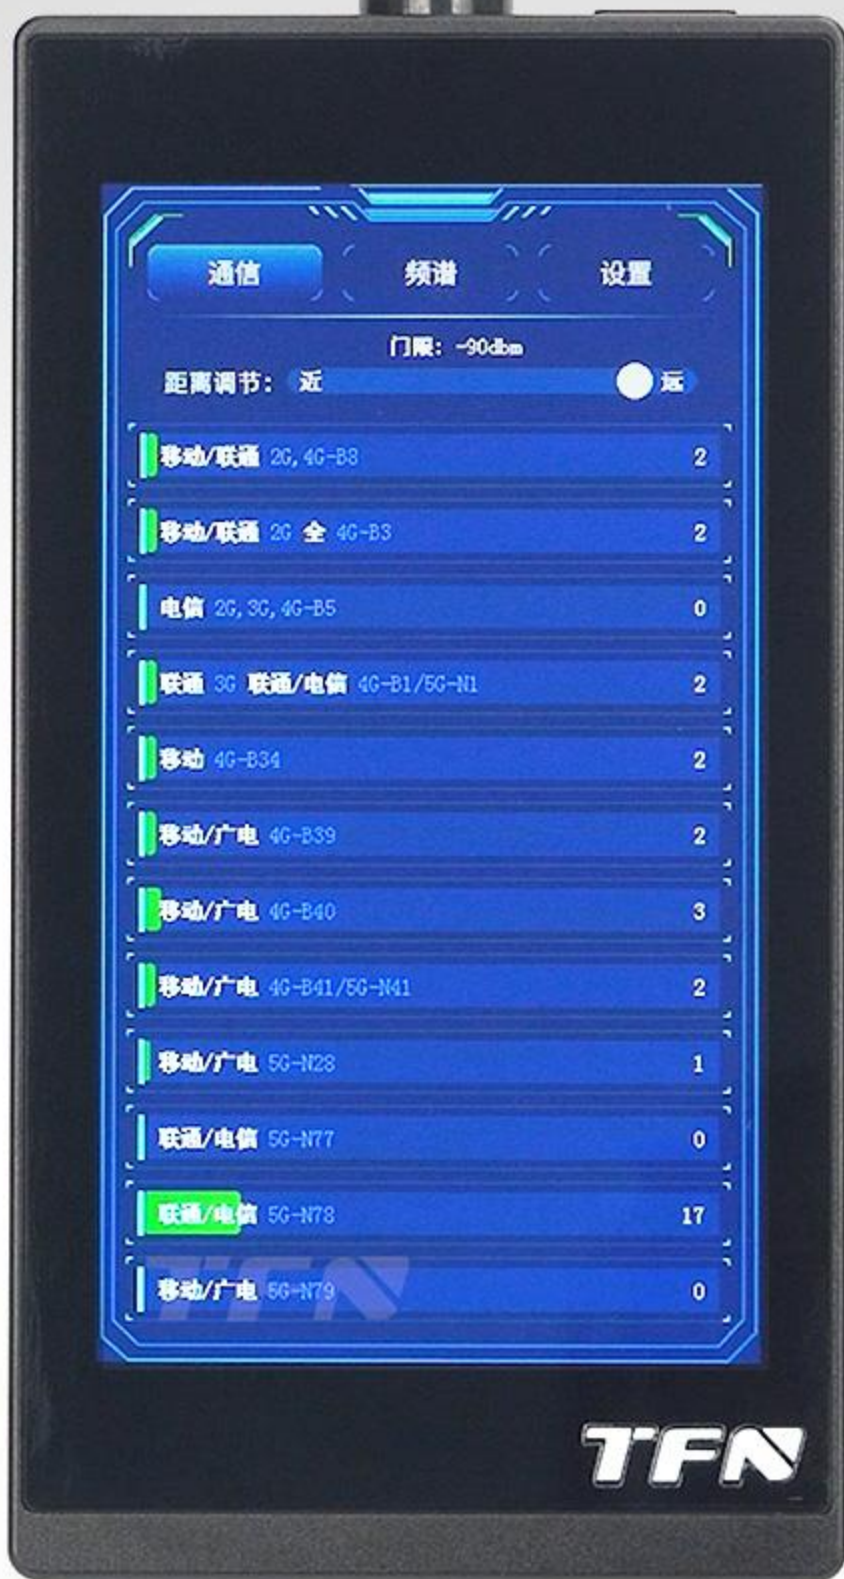 通信 频谱 设置
门限: -90dbm
距离调节: 近 远
移动/联通 2G,4G-B8 2
移动/联通 2G 全 4G-B3 2
电信 2G,3G,4G-B5 0
联通 3G 联通/电信 4G-B1/5G-N1 2
移动 4G-B34 2
移动/广电 4G-B39 2
移动/广电 4G-B40 3
移动/广电 4G-B41/5G-N41 2
移动/广电 5G-N28 1
联通/电信 5G-N77 0
联通/电信 5G-N78 17
移动/广电 5G-N79 0
TFN
TFN